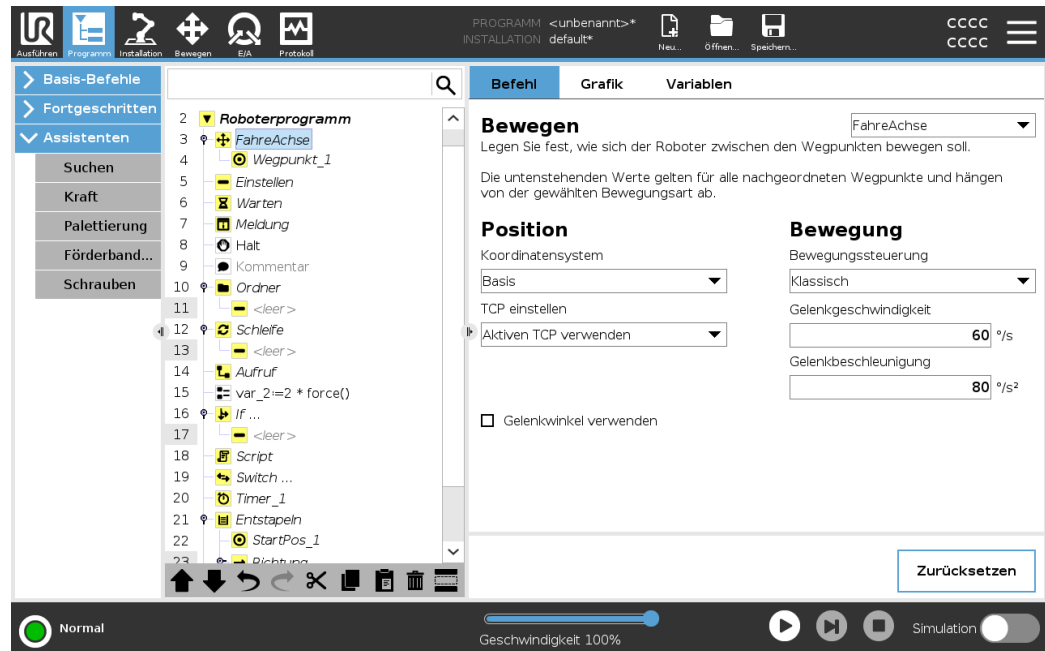 PROGRAMM <unbenannt>*
INSTALLATION default*
UR
Ausführen
Programm
Installation
Bewegen
E/A
Protokoll
Neu...
Öffnen...
Speichern...
CCCC
CCCC
Basis-Befehle
Fortgeschritten
Assistenten
Suchen
Kraft
Palettierung
Förderband...
Schrauben
2 Roboterprogramm
3 FahreAchse
4 Wegpunkt_1
5 Einstellen
6 Warten
7 Meldung
8 Halt
9 Kommentar
10 Ordner
11 <leer>
12 Schleife
13 <leer>
14 Aufruf
15 var_2:=2 * force()
16 If ...
17 <leer>
18 Script
19 Switch ...
20 Timer_1
21 Entstapeln
22 StartPos_1
23 Richtung
Befehl
Grafik
Variablen
Bewegen
FahreAchse
Legen Sie fest, wie sich der Roboter zwischen den Wegpunkten bewegen soll.
Die untenstehenden Werte gelten für alle nachgeordneten Wegpunkte und hängen
von der gewählten Bewegungsart ab.
Position
Koordinatensystem
Basis
TCP einstellen
Aktiven TCP verwenden
Gelenkwinkel verwenden
Bewegung
Bewegungssteuerung
Klassisch
Gelenkgeschwindigkeit
60 °/s
Gelenkbeschleunigung
80 °/s²
Zurücksetzen
Normal
Geschwindigkeit 100%
Simulation